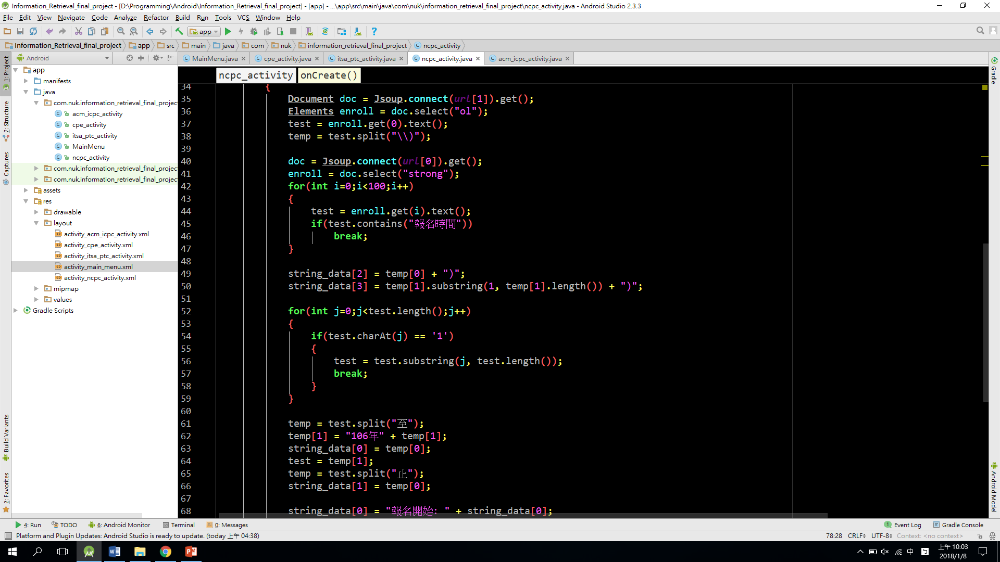 Information_Retrieval_final_project - [D:\Programming\Android\Information_Retrieval_final_project] - [app] - ...\app\src\main\java\com\nuk\information_retrieval_final_project\ncpc_activity.java - Android Studio 2.3.3
File Edit View Navigate Code Analyze Refactor Build Run Tools VCS Window Help
app
Information_Retrieval_final_project app src main java com nuk information_retrieval_final_project ncpc_activity
Android
MainMenu.java cpe_activity.java itsa_ptc_activity.java ncpc_activity.java acm_icpc_activity.java
1: Project
7: Structure
Captures
Build Variants
2: Favorites
app
manifests
java
com.nuk.information_retrieval_final_projec
acm_icpc_activity
cpe_activity
itsa_ptc_activity
MainMenu
ncpc_activity
com.nuk.information_retrieval_final_projec
com.nuk.information_retrieval_final_projec
assets
res
drawable
layout
activity_acm_icpc_activity.xml
activity_cpe_activity.xml
activity_itsa_ptc_activity.xml
activity_main_menu.xml
activity_ncpc_activity.xml
mipmap
values
Gradle Scripts
ncpc_activity onCreate()
34 {
35 Document doc = Jsoup.connect(url[1]).get();
36 Elements enroll = doc.select("ol");
37 test = enroll.get(0).text();
38 temp = test.split("\\)");
39
40 doc = Jsoup.connect(url[0]).get();
41 enroll = doc.select("strong");
42 for(int i=0;i<100;i++)
43 {
44 test = enroll.get(i).text();
45 if(test.contains("報名時間"))
46 break;
47 }
48
49 string_data[2] = temp[0] + ")";
50 string_data[3] = temp[1].substring(1, temp[1].length()) + ")";
51
52 for(int j=0;j<test.length();j++)
53 {
54 if(test.charAt(j) == '1')
55 {
56 test = test.substring(j, test.length());
57 break;
58 }
59 }
60
61 temp = test.split("至");
62 temp[1] = "106年" + temp[1];
63 string_data[0] = temp[0];
64 test = temp[1];
65 temp = test.split("止");
66 string_data[1] = temp[0];
67
68 string_data[0] = "報名開始: " + string_data[0];
Gradle
Android Model
4: Run TODO 6: Android Monitor Terminal 0: Messages 1 Event Log Gradle Console
Platform and Plugin Updates: Android Studio is ready to update. (today 上午 04:38) 78:28 CRLF UTF-8 Context: <no context>
中 上午 10:03
2018/1/8